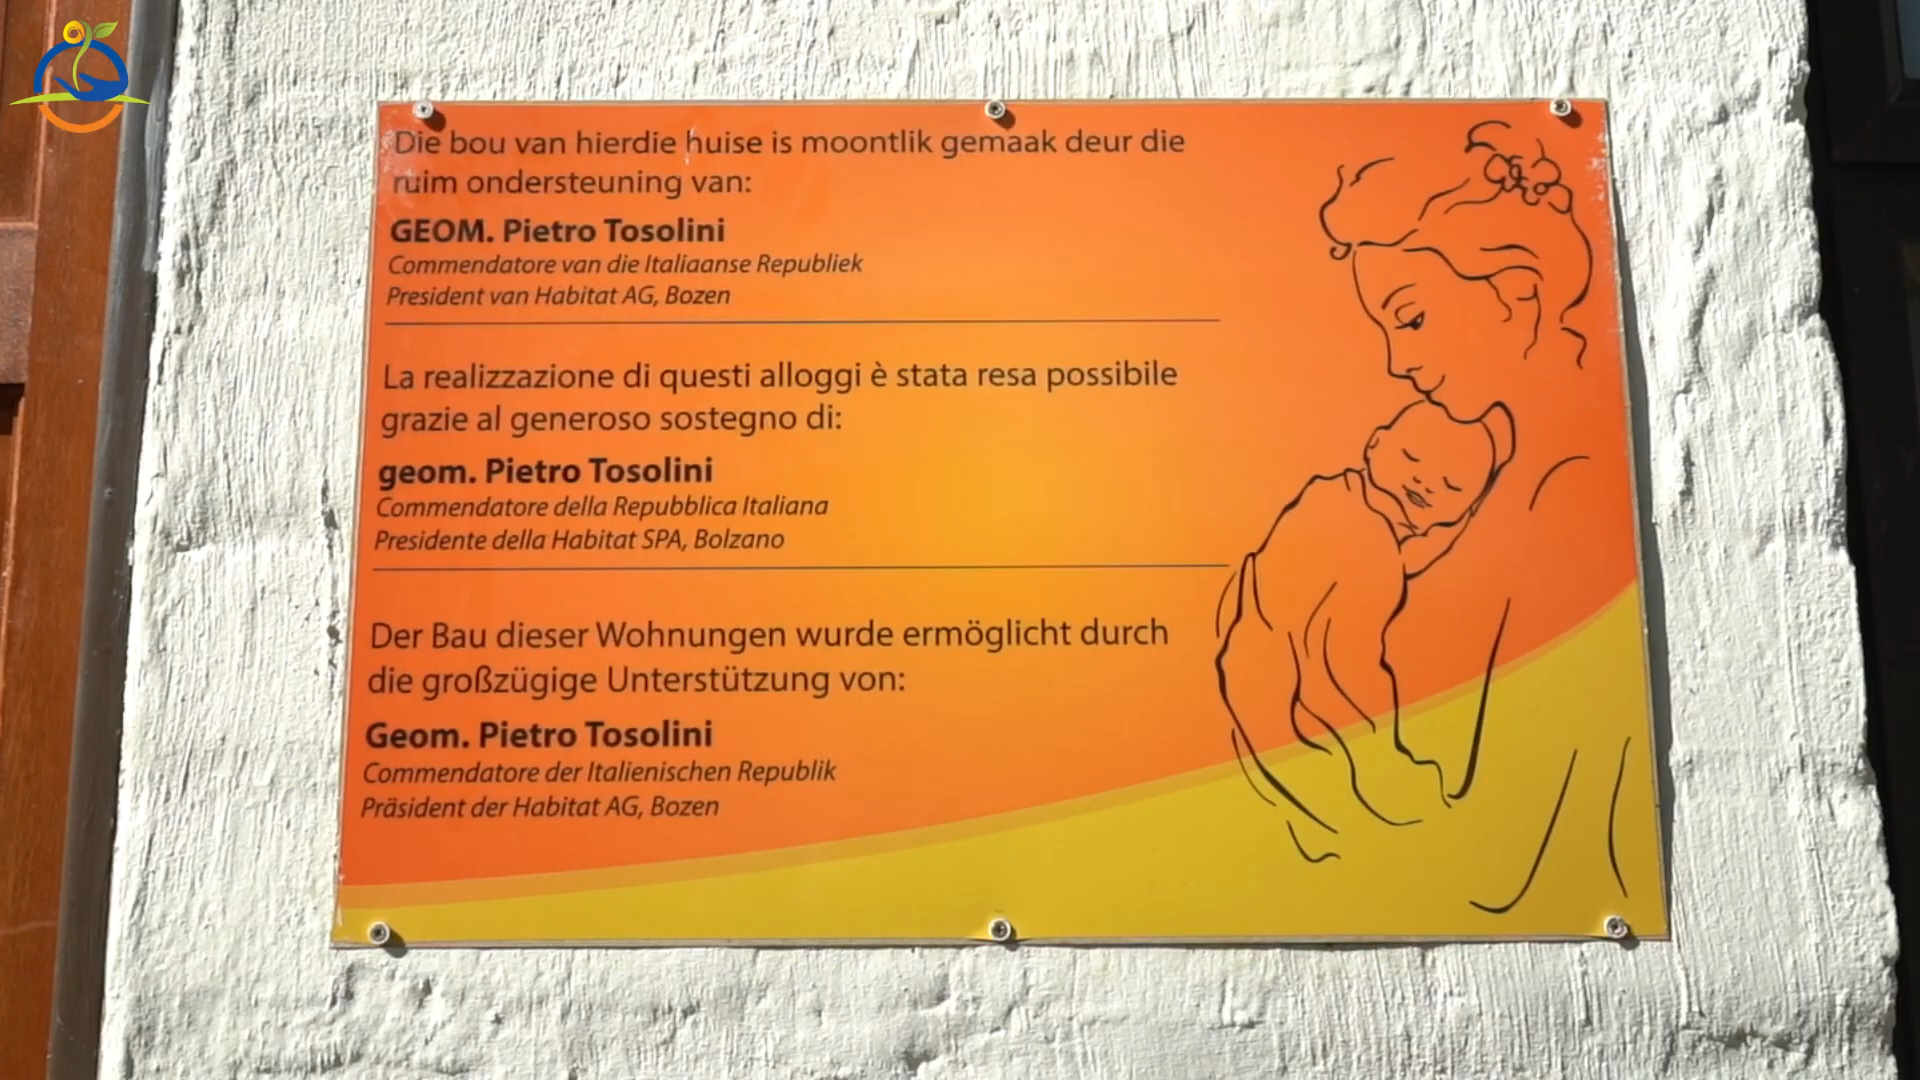 Die bou van hierdie huise is moontlik gemaak deur die
ruim ondersteuning van:
GEOM. Pietro Tosolini
Commendatore van die Italiaanse Republiek
President van Habitat AG, Bozen
La realizzazione di questi alloggi è stata resa possibile
grazie al generoso sostegno di:
geom. Pietro Tosolini
Commendatore della Repubblica Italiana
Presidente della Habitat SPA, Bolzano
Der Bau dieser Wohnungen wurde ermöglicht durch
die großzügige Unterstützung von:
Geom. Pietro Tosolini
Commendatore der Italienischen Republik
Präsident der Habitat AG, Bozen